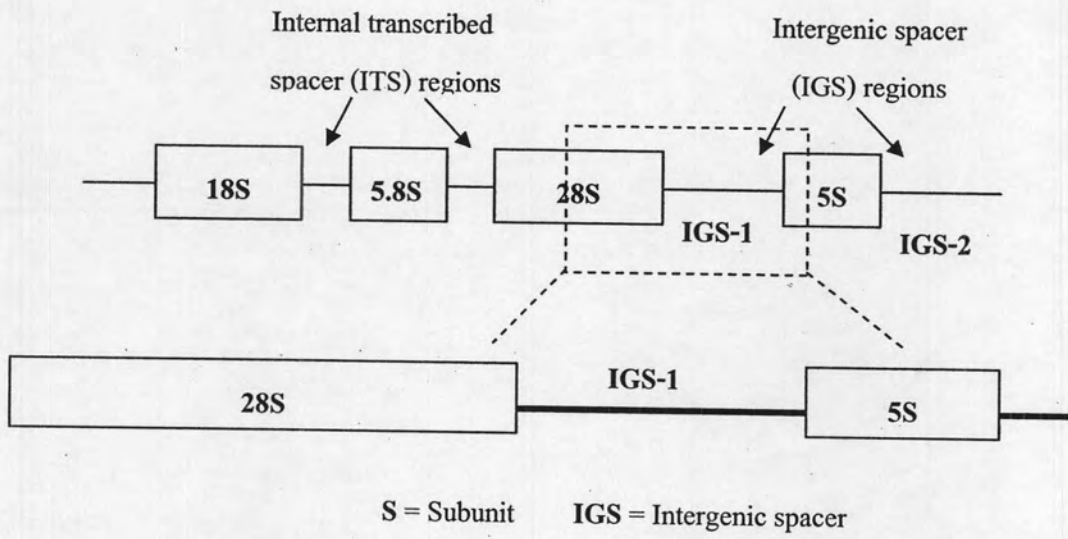 Internal transcribed
spacer (ITS) regions
Intergenic spacer
(IGS) regions
18S
5.8S
28S
5S
IGS-1
IGS-2
28S
IGS-1
5S
S = Subunit IGS = Intergenic spacer